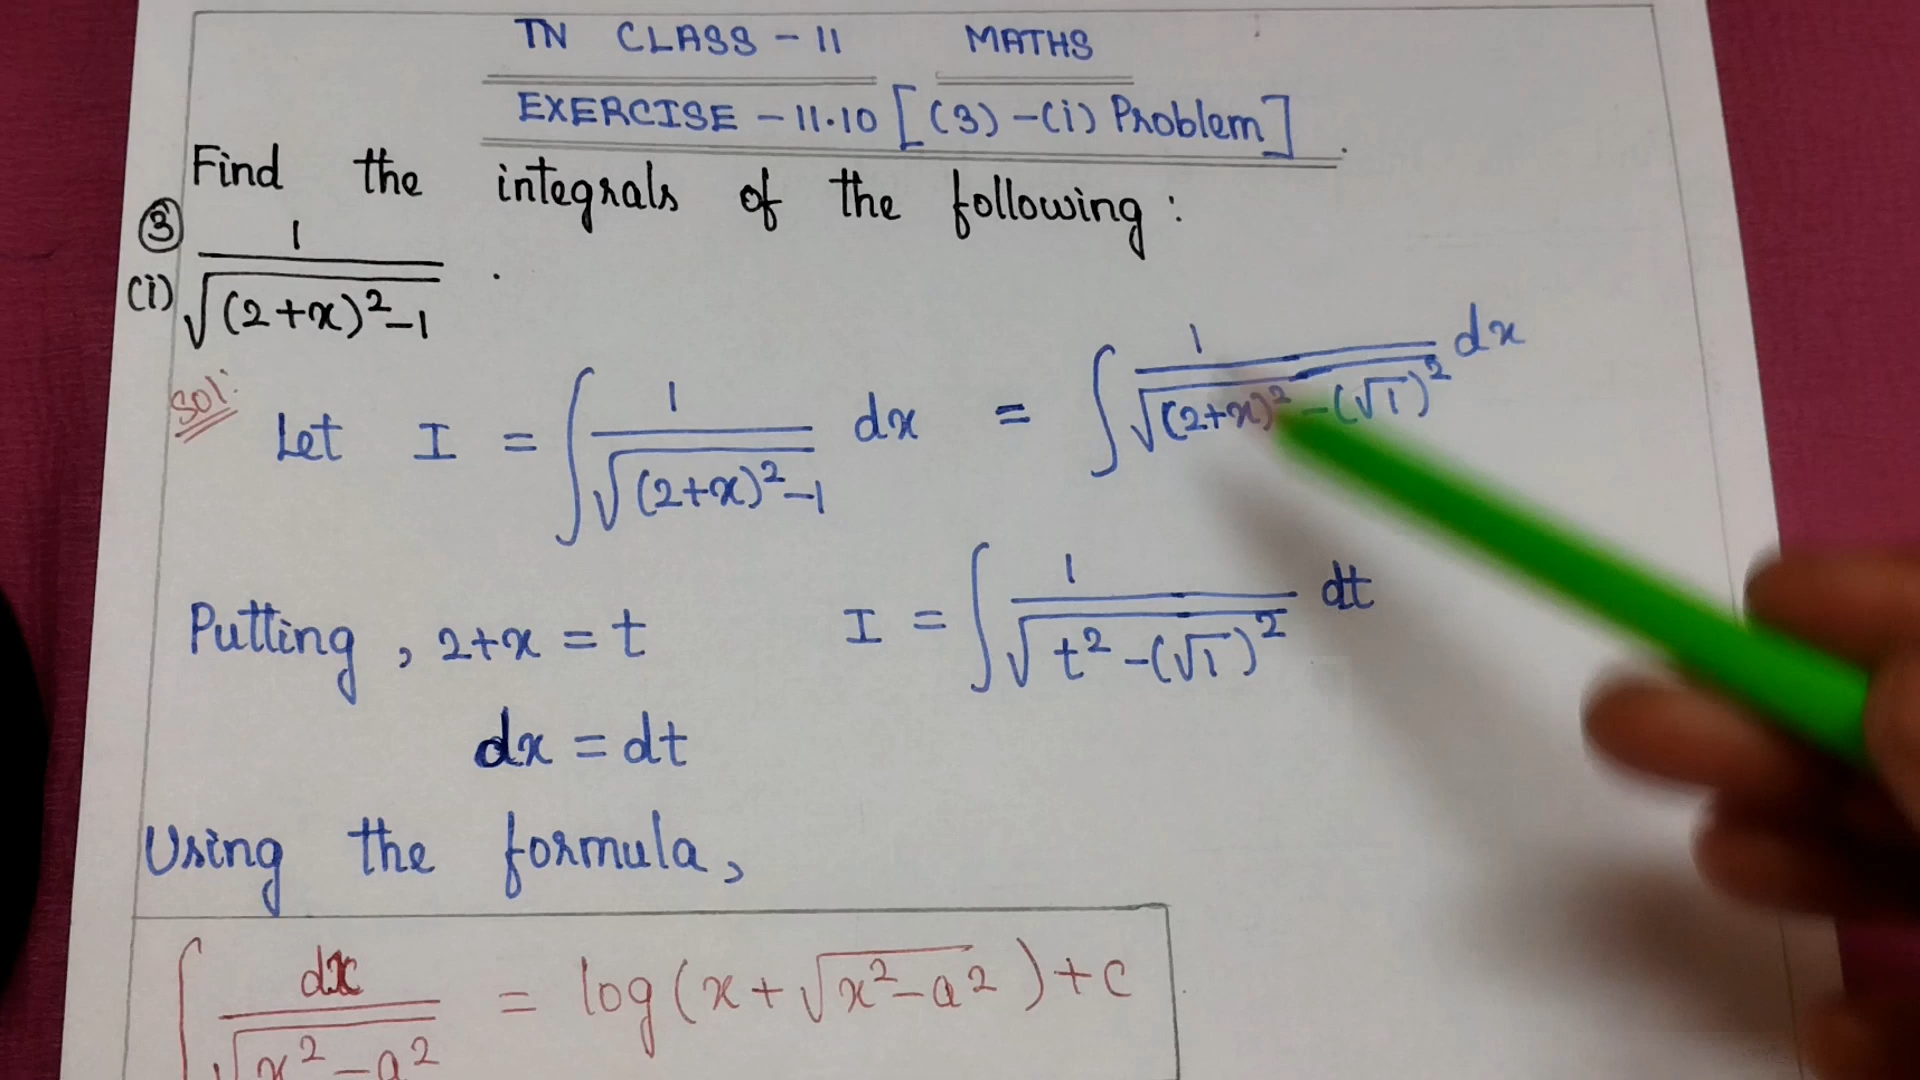 TN CLASS - 11 MATHS
EXERCISE - 11.10 [(3) - (i) Problem]
Find the integrals of the following :
③
(i) 1/√((2+x)² - 1) .
Sol:
Let I = ∫ 1/√((2+x)² - 1) dx = ∫ 1/√((2+x)² - (√1)²) dx
Putting, 2+x = t I = ∫ 1/√(t² - (√1)²) dt
dx = dt
Using the formula,
∫ dx/√(x² - a²) = log(x + √(x² - a²)) + c